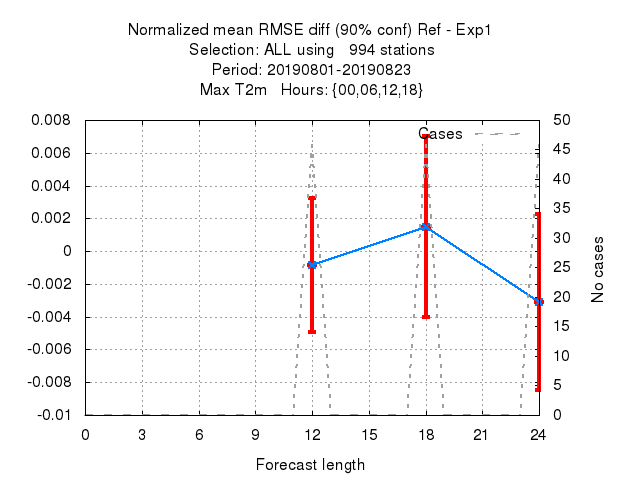 Normalized mean RMSE diff (90% conf) Ref - Exp1
Selection: ALL using 994 stations
Period: 20190801-20190823
Max T2m Hours: {00,06,12,18}
Cases
0.008
0.006
0.004
0.002
0
-0.002
-0.004
-0.006
-0.008
-0.01
50
45
40
35
30
25
20
15
10
5
0
No cases
0 3 6 9 12 15 18 21 24
Forecast length